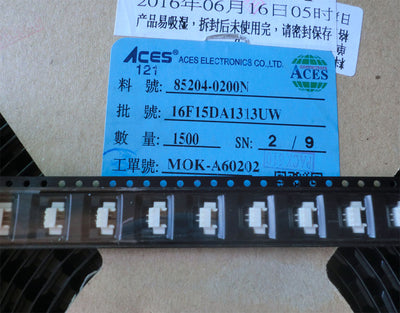 2016年06月16日05时
产品易吸湿，拆封后未使用完，请密封保存
ACES ACES ELECTRONICS CO.,LTD.
121
ACES
料 號: 85204-0200N
批 號: 16F15DA1313UW
數 量: 1500 SN: 2 / 9
工單號: MOK-A60202